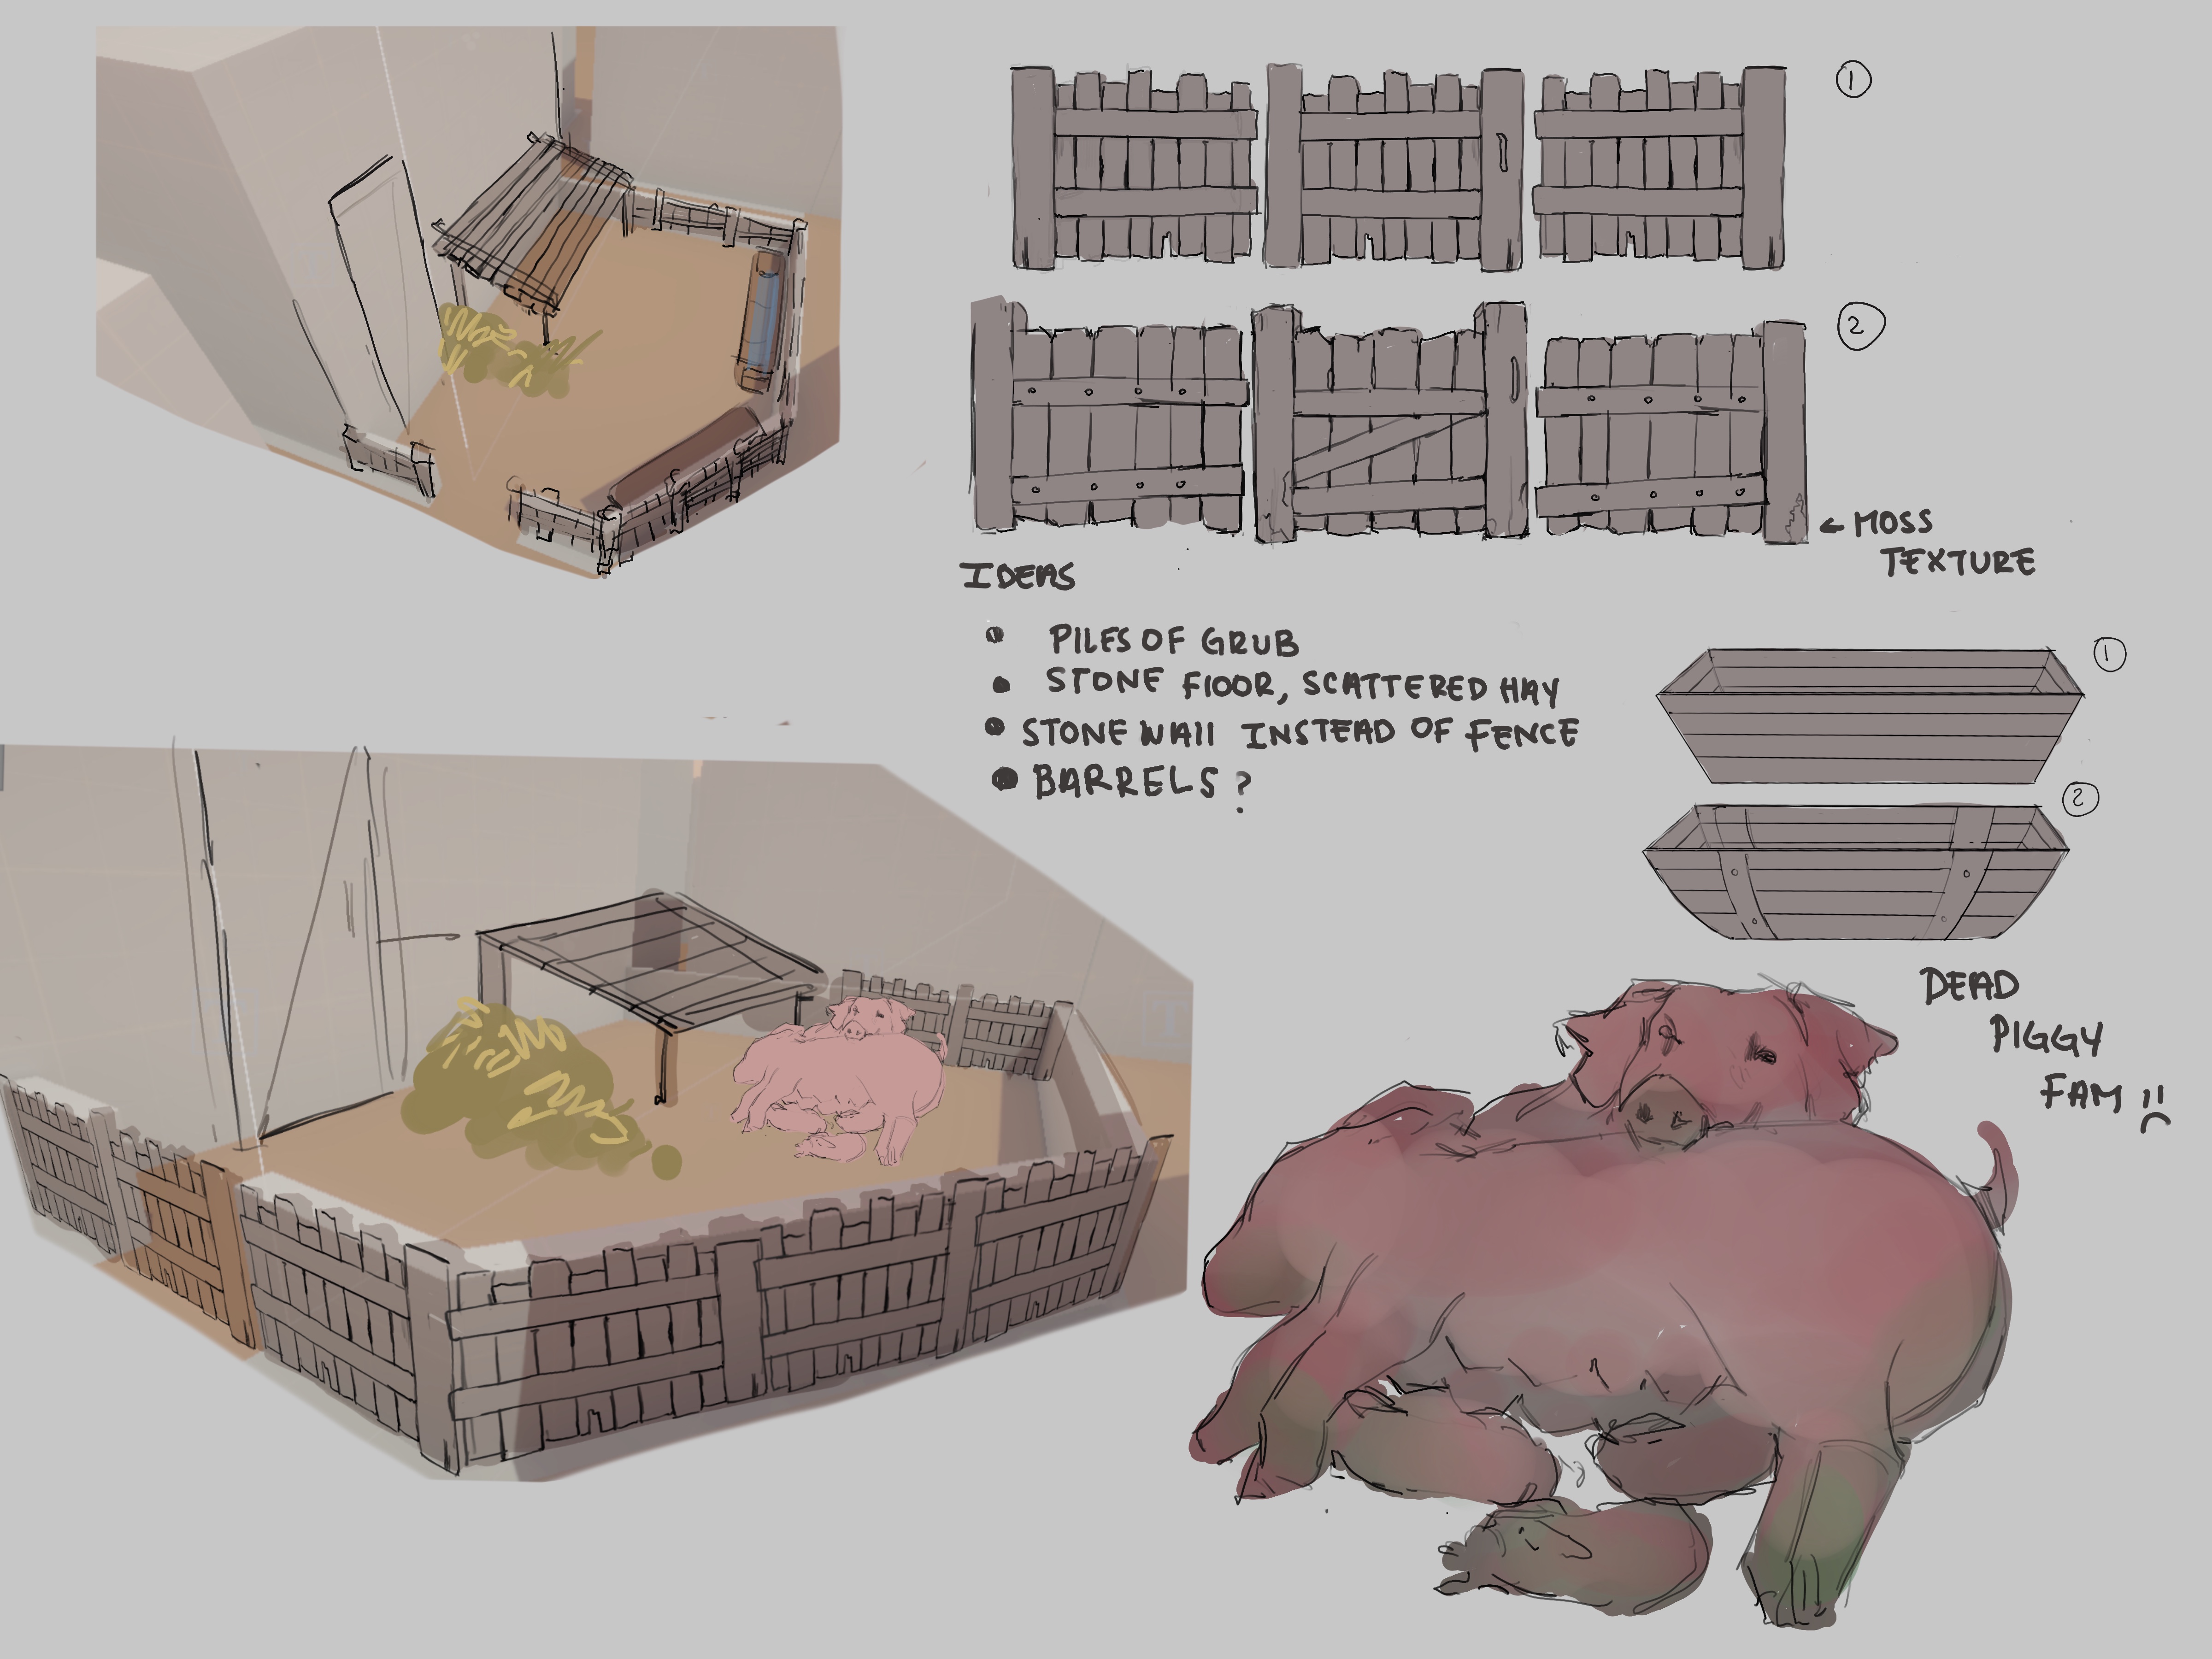 1
2
← MOSS
TEXTURE
IDEAS
• PILES OF GRUB
• STONE FlOOR, SCATTERED HAY
• STONE WAll INSTEAD OF FENCE
• BARRELS ?
1
2
DEAD
PIGGY
FAM